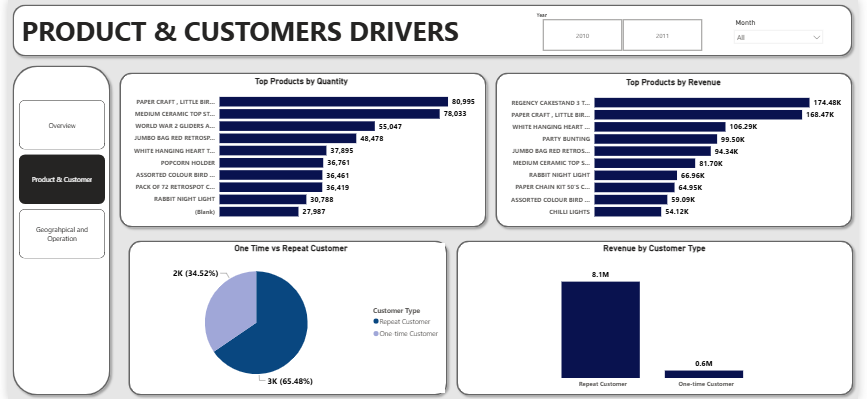 PRODUCT & CUSTOMERS DRIVERS
Year
2010
2011
Month
All
Overview
Product & Customer
Geograhpical and
Operation
Top Products by Quantity
PAPER CRAFT , LITTLE BIR... 80,995
MEDIUM CERAMIC TOP ST... 78,033
WORLD WAR 2 GLIDERS A... 55,047
JUMBO BAG RED RETROSP... 48,478
WHITE HANGING HEART T... 37,895
POPCORN HOLDER 36,761
ASSORTED COLOUR BIRD ... 36,461
PACK OF 72 RETROSPOT C... 36,419
RABBIT NIGHT LIGHT 30,788
(Blank) 27,987
Top Products by Revenue
REGENCY CAKESTAND 3 T... 174.48K
PAPER CRAFT , LITTLE BIR... 168.47K
WHITE HANGING HEART ... 106.29K
PARTY BUNTING 99.50K
JUMBO BAG RED RETROS... 94.34K
MEDIUM CERAMIC TOP S... 81.70K
RABBIT NIGHT LIGHT 66.96K
PAPER CHAIN KIT 50'S C... 64.95K
ASSORTED COLOUR BIRD ... 59.09K
CHILLI LIGHTS 54.12K
One Time vs Repeat Customer
2K (34.52%)
3K (65.48%)
Customer Type
Repeat Customer
One-time Customer
Revenue by Customer Type
8.1M
0.6M
Repeat Customer
One-time Customer